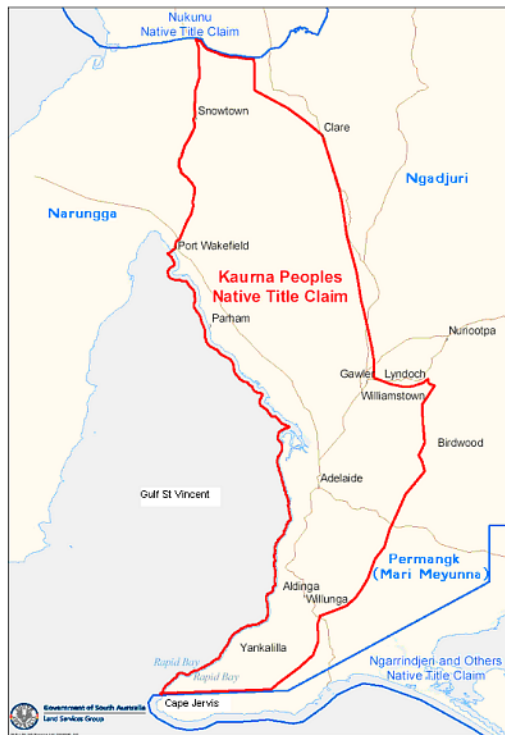 Nukunu
Native Title Claim
Snowtown
Clare
Ngadjuri
Narungga
Port Wakefield
Kaurna Peoples
Native Title Claim
Parham
Nuriootpa
Gawler
Lyndoch
Williamstown
Birdwood
Adelaide
Gulf St Vincent
Permangk
(Mari Meyunna)
Aldinga
Willunga
Yankalilla
Rapid Bay
Rapid Bay
Ngarrindjeri and Others
Native Title Claim
Cape Jervis
Government of South Australia
Land Services Group